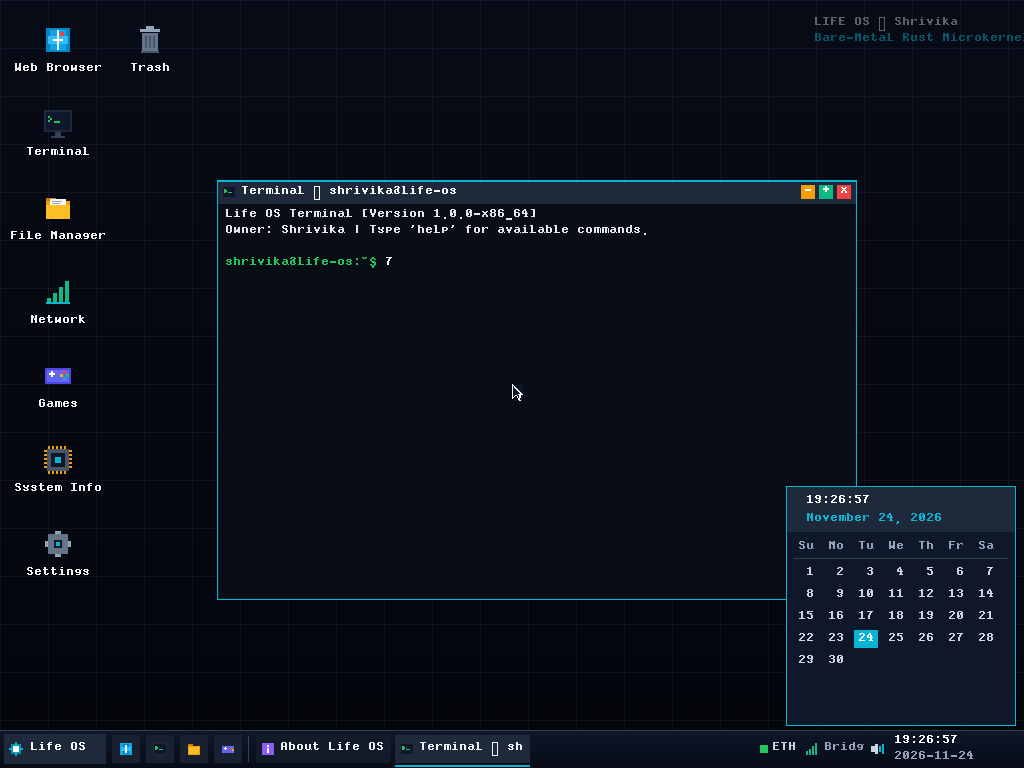 LIFE OS ▯ Shrivika
Bare-Metal Rust Microkerne
Web Browser
Trash
Terminal
File Manager
Network
Games
System Info
Settings
Terminal ▯ shrivika@life-os
Life OS Terminal [Version 1.0.0-x86_64]
Owner: Shrivika | Type 'help' for available commands.
shrivika@life-os:~$ 7
19:26:57
November 24, 2026
Su Mo Tu We Th Fr Sa
1 2 3 4 5 6 7
8 9 10 11 12 13 14
15 16 17 18 19 20 21
22 23 24 25 26 27 28
29 30
Life OS
About Life OS
Terminal ▯ sh
ETH
Bridg
19:26:57
2026-11-24